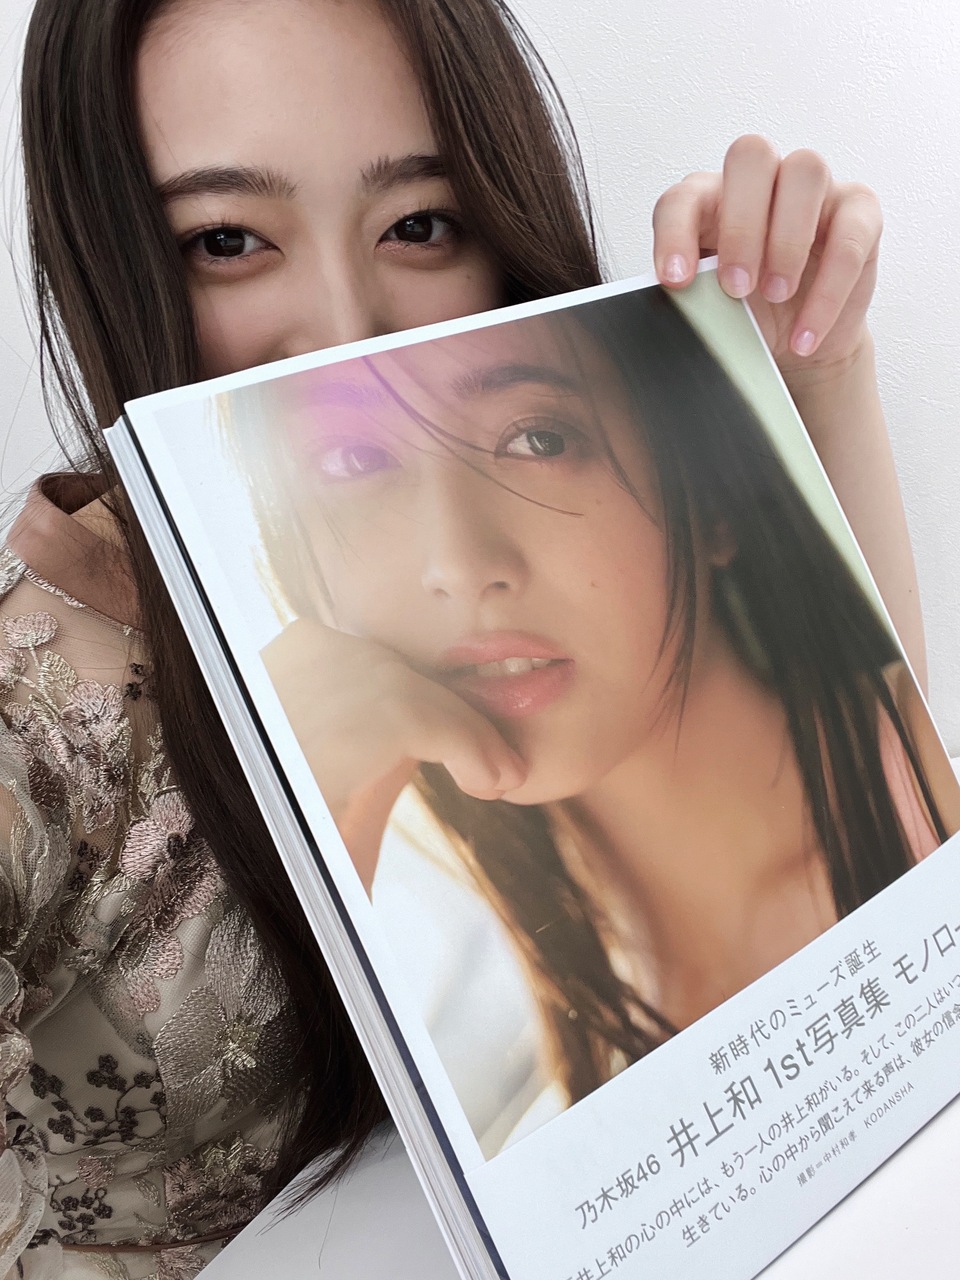 新時代のミューズ誕生
乃木坂46 井上和 1st写真集 モノロー
井上和の心の中には、もう一人の井上和がいる。そして、この二人はいつ
生きている。心の中から聞こえて来る声は、彼女の信念
撮影＝中村和孝 KODANSHA